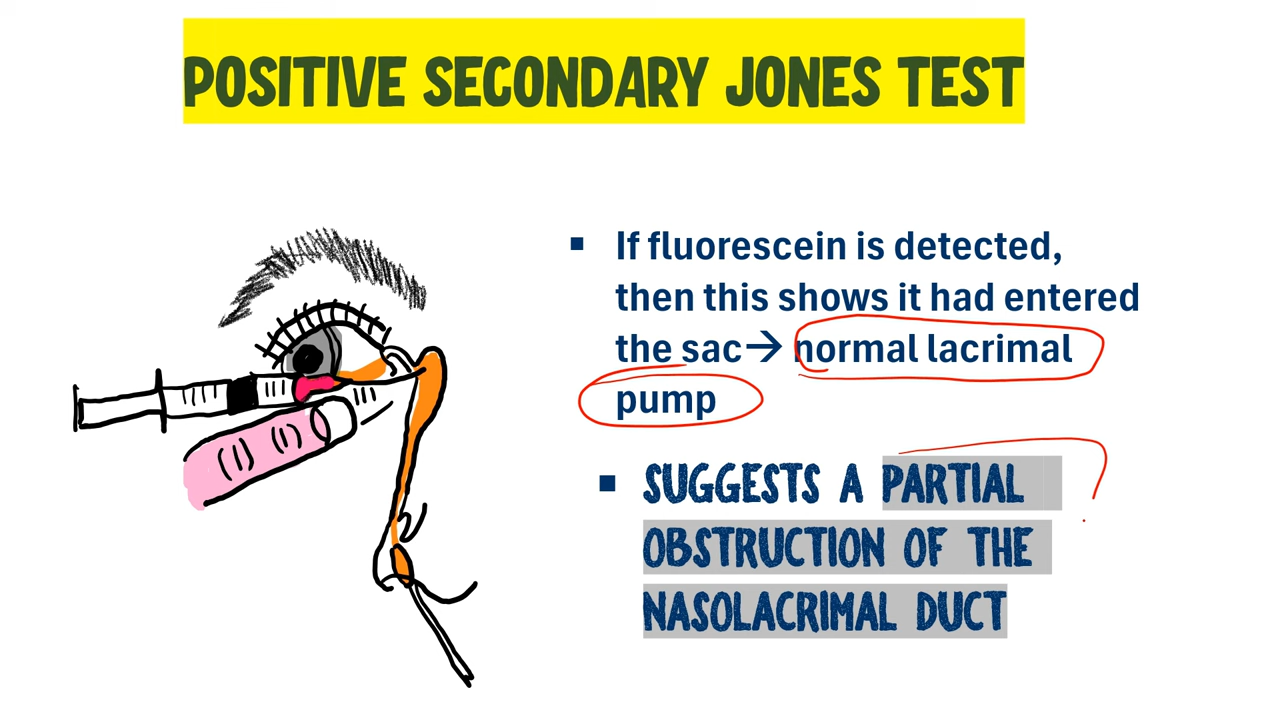 POSITIVE SECONDARY JONES TEST
▪ If fluorescein is detected,
then this shows it had entered
the sac→ normal lacrimal
pump
▪ SUGGESTS A PARTIAL
OBSTRUCTION OF THE
NASOLACRIMAL DUCT